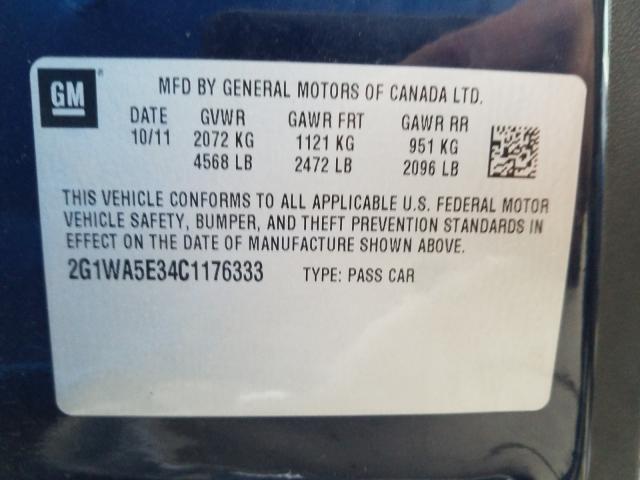 GM
MFD BY GENERAL MOTORS OF CANADA LTD.
DATE GVWR GAWR FRT GAWR RR
10/11 2072 KG 1121 KG 951 KG
4568 LB 2472 LB 2096 LB
THIS VEHICLE CONFORMS TO ALL APPLICABLE U.S. FEDERAL MOTOR
VEHICLE SAFETY, BUMPER, AND THEFT PREVENTION STANDARDS IN
EFFECT ON THE DATE OF MANUFACTURE SHOWN ABOVE.
2G1WA5E34C1176333 TYPE: PASS CAR